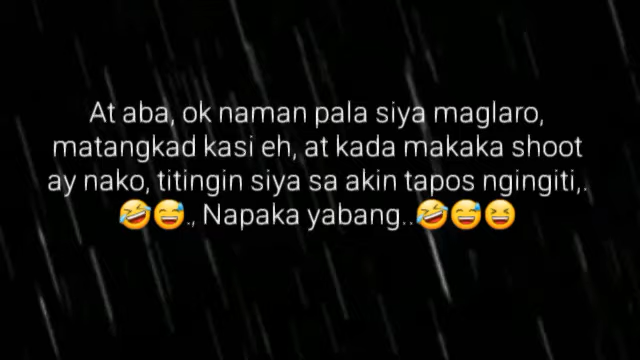 At aba, ok naman pala siya maglaro,
matangkad kasi eh, at kada makaka shoot
ay nako, titingin siya sa akin tapos ngingiti,.
🤣😅., Napaka yabang..🤣😅😆